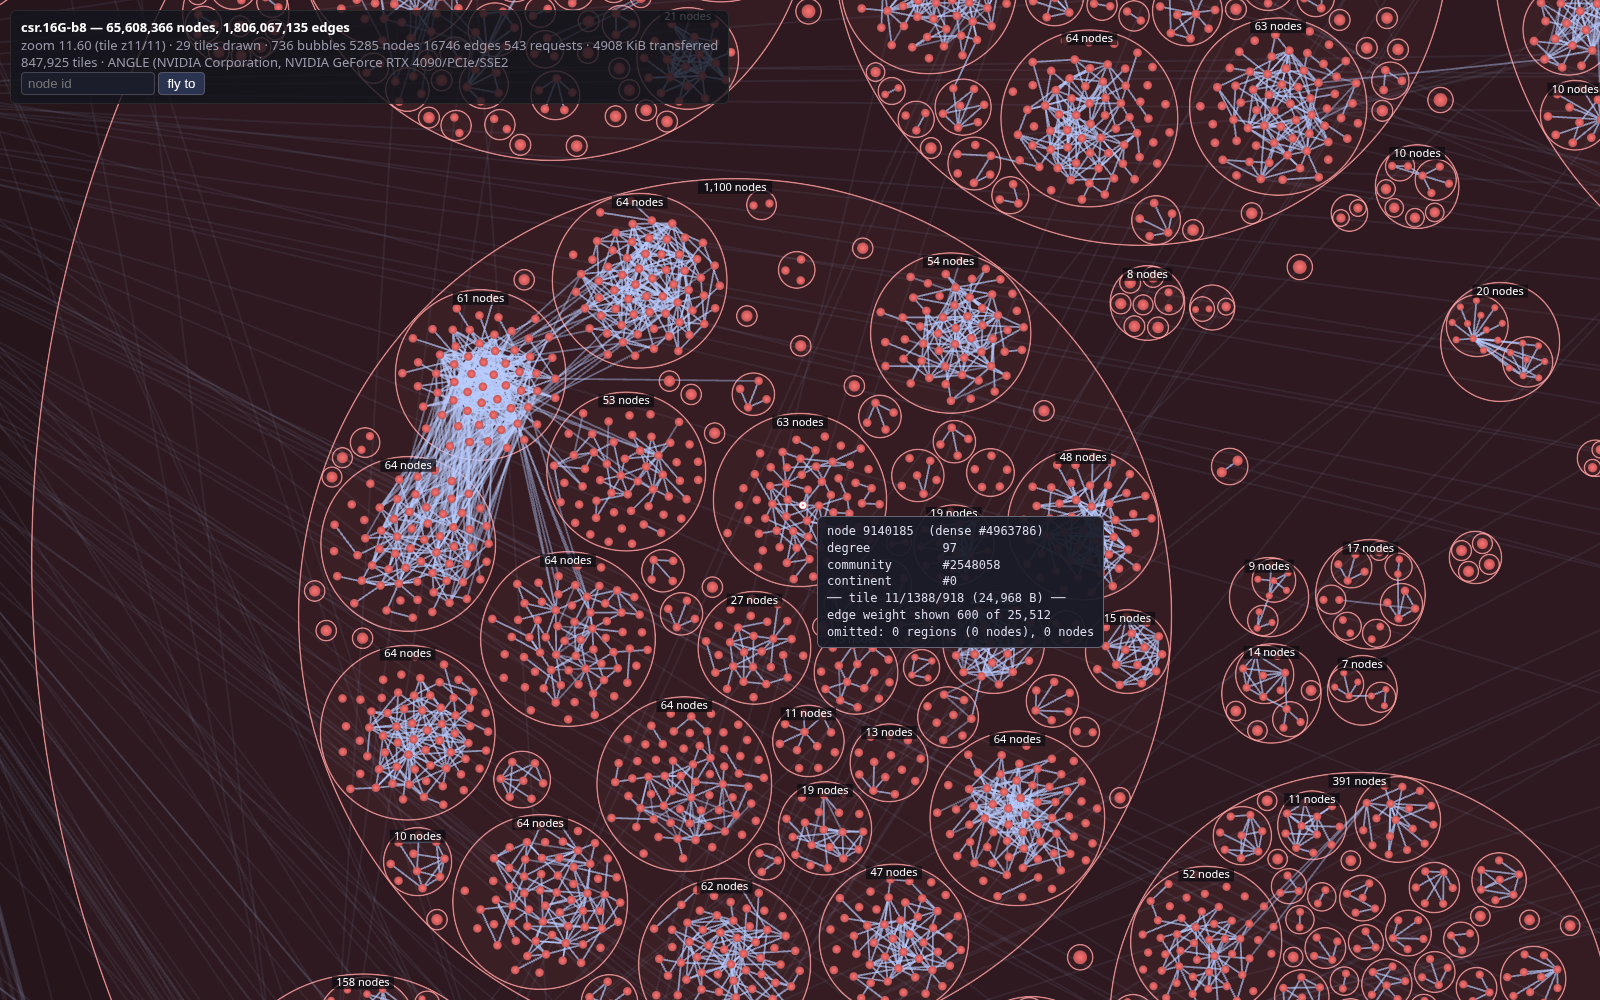 csr.16G-b8 — 65,608,366 nodes, 1,806,067,135 edges
zoom 11.60 (tile z11/11) · 29 tiles drawn · 736 bubbles 5285 nodes 16746 edges 543 requests · 4908 KiB transferred
847,925 tiles · ANGLE (NVIDIA Corporation, NVIDIA GeForce RTX 4090/PCIe/SSE2
node id
fly to
21 nodes
63 nodes
64 nodes
10 nodes
10 nodes
1,100 nodes
64 nodes
54 nodes
8 nodes
20 nodes
61 nodes
53 nodes
63 nodes
48 nodes
64 nodes
19 nodes
node 9140185 (dense #4963786)
degree 97
community #2548058
continent #0
── tile 11/1388/918 (24,968 B) ──
edge weight shown 600 of 25,512
omitted: 0 regions (0 nodes), 0 nodes
17 nodes
64 nodes
9 nodes
27 nodes
15 nodes
64 nodes
14 nodes
7 nodes
64 nodes
11 nodes
13 nodes
64 nodes
391 nodes
19 nodes
11 nodes
64 nodes
10 nodes
47 nodes
52 nodes
62 nodes
158 nodes